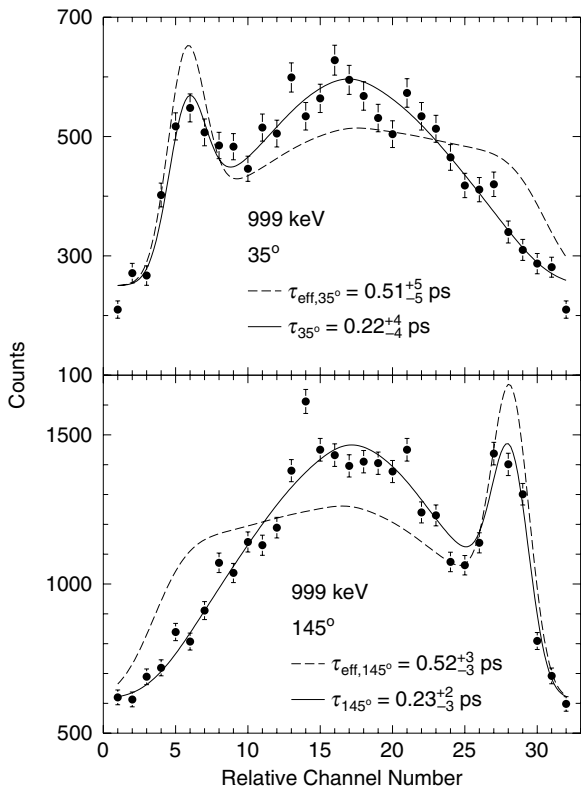 700
500
300
100
999 keV
35°
τeff,35° = 0.51 +5 −5 ps
τ35° = 0.22 +4 −4 ps
Counts
1500
1000
500
999 keV
145°
τeff,145° = 0.52 +3 −3 ps
τ145° = 0.23 +2 −3 ps
0 5 10 15 20 25 30
Relative Channel Number